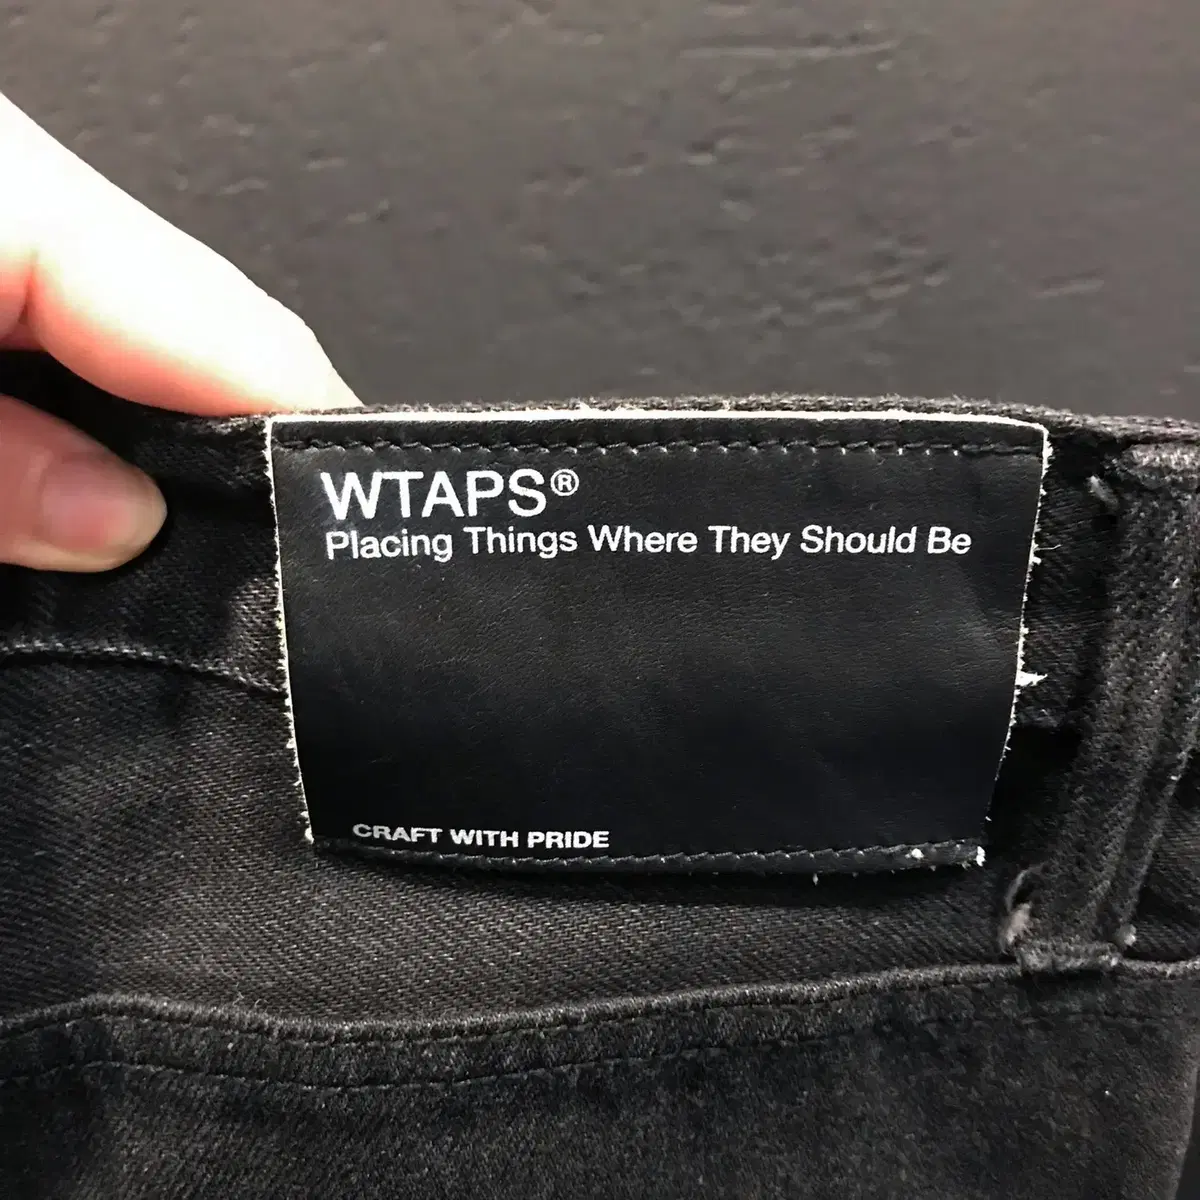 WTAPS®
Placing Things Where They Should Be
CRAFT WITH PRIDE